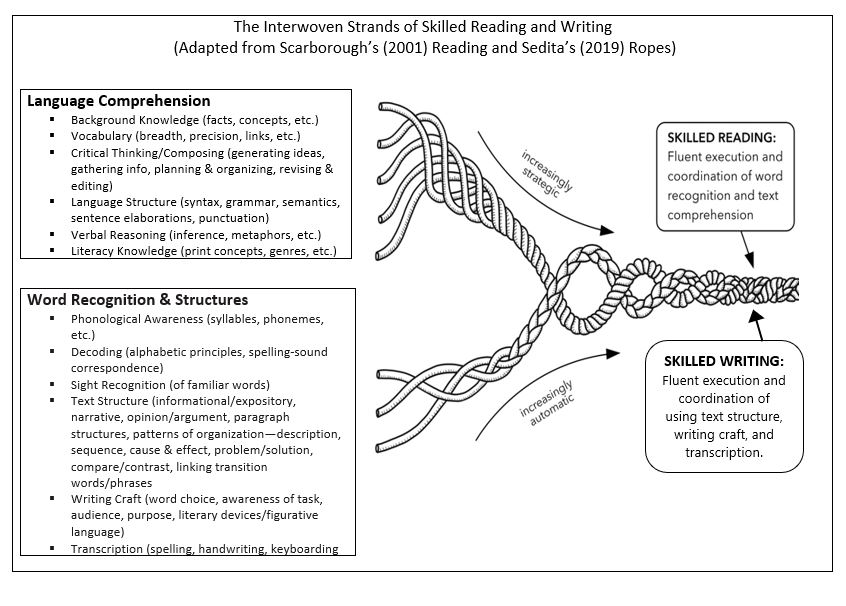 The Interwoven Strands of Skilled Reading and Writing
(Adapted from Scarborough's (2001) Reading and Sedita's (2019) Ropes)
Language Comprehension
▪ Background Knowledge (facts, concepts, etc.)
▪ Vocabulary (breadth, precision, links, etc.)
▪ Critical Thinking/Composing (generating ideas,
gathering info, planning & organizing, revising &
editing)
▪ Language Structure (syntax, grammar, semantics,
sentence elaborations, punctuation)
▪ Verbal Reasoning (inference, metaphors, etc.)
▪ Literacy Knowledge (print concepts, genres, etc.)
Word Recognition & Structures
▪ Phonological Awareness (syllables, phonemes,
etc.)
▪ Decoding (alphabetic principles, spelling-sound
correspondence)
▪ Sight Recognition (of familiar words)
▪ Text Structure (informational/expository,
narrative, opinion/argument, paragraph
structures, patterns of organization—description,
sequence, cause & effect, problem/solution,
compare/contrast, linking transition
words/phrases
▪ Writing Craft (word choice, awareness of task,
audience, purpose, literary devices/figurative
language)
▪ Transcription (spelling, handwriting, keyboarding
increasingly
strategic
increasingly
automatic
SKILLED READING:
Fluent execution and
coordination of word
recognition and text
comprehension
SKILLED WRITING:
Fluent execution and
coordination of
using text structure,
writing craft, and
transcription.